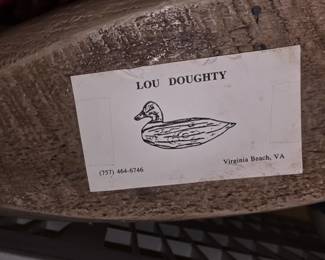 LOU DOUGHTY
(757) 464-6746
Virginia Beach, VA